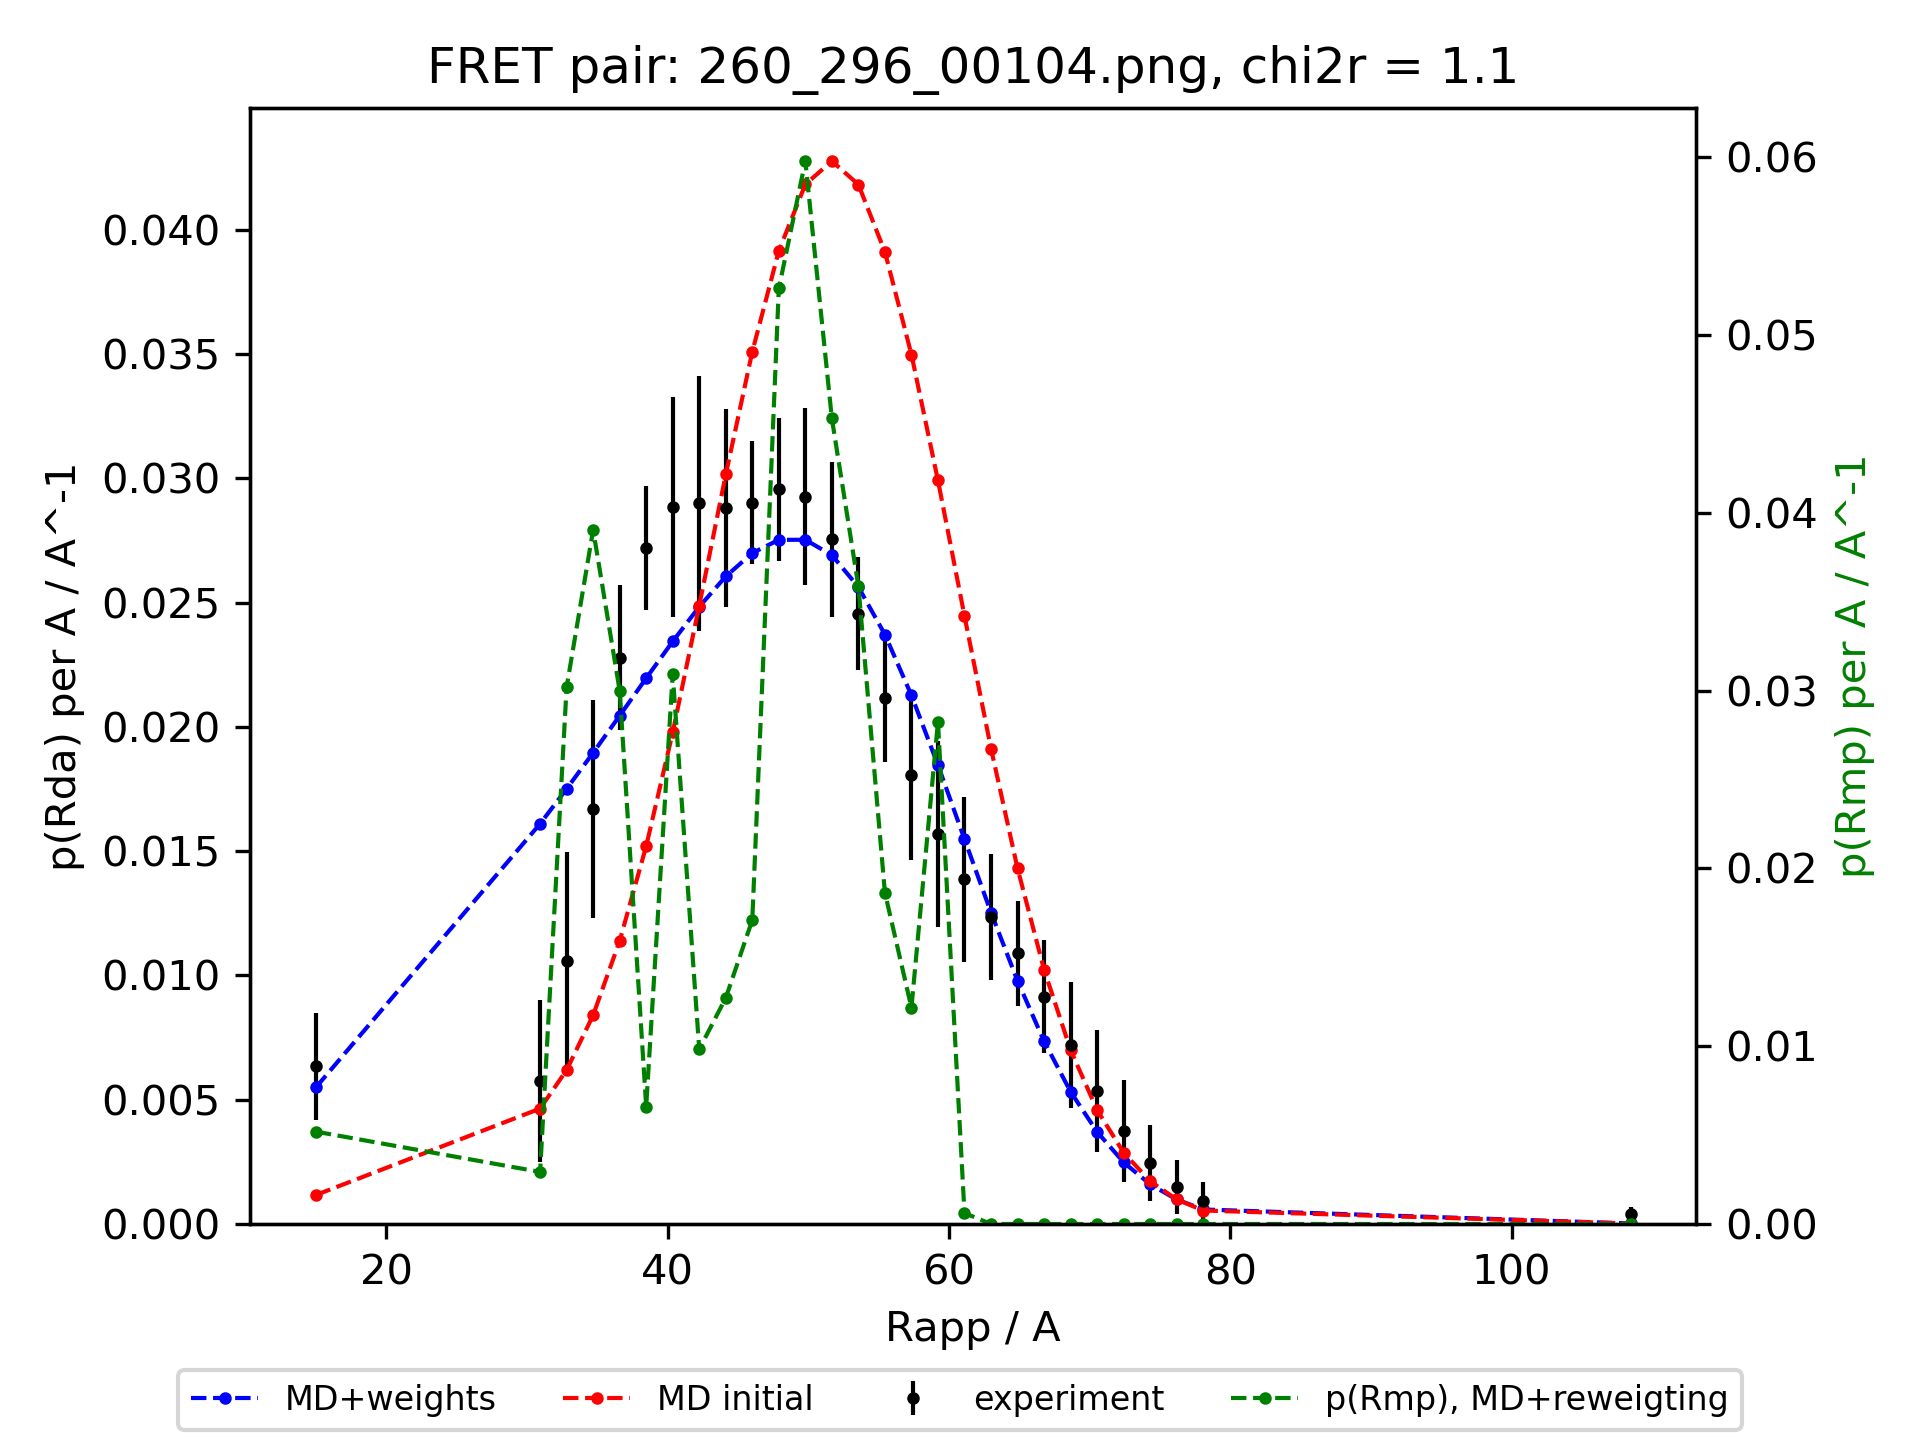 FRET pair: 260_296_00104.png, chi2r = 1.1
0.040
0.035
0.030
0.025
0.020
0.015
0.010
0.005
0.000
p(Rda) per A / A^-1
0.06
0.05
0.04
0.03
0.02
0.01
0.00
p(Rmp) per A / A^-1
20 40 60 80 100
Rapp / A
MD+weights MD initial experiment p(Rmp), MD+reweigting